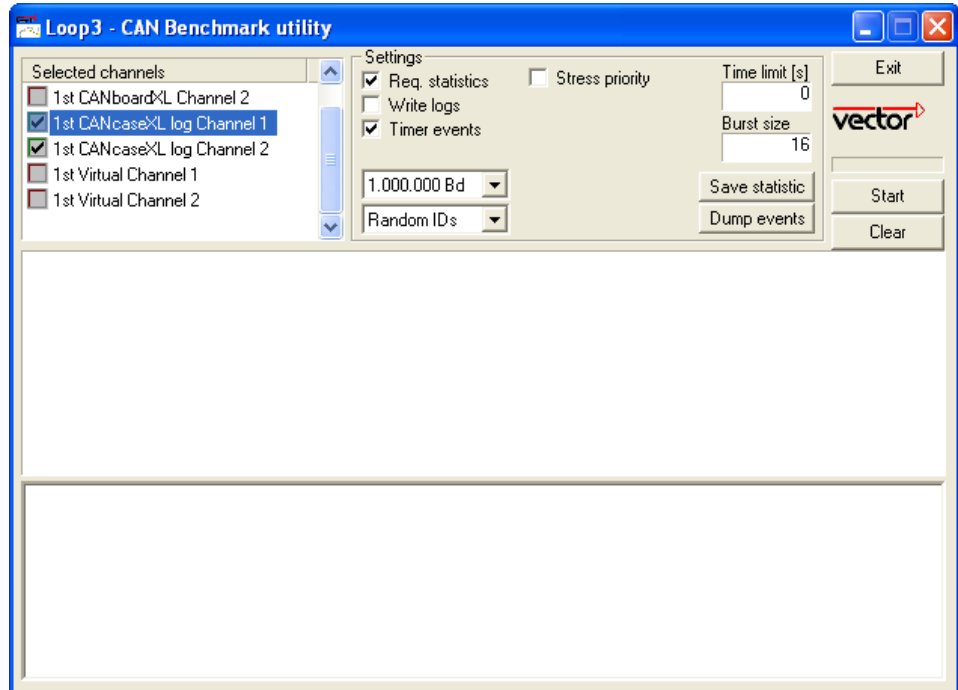 Loop3 - CAN Benchmark utility
Selected channels
1st CANboardXL Channel 2
1st CANcaseXL log Channel 1
1st CANcaseXL log Channel 2
1st Virtual Channel 1
1st Virtual Channel 2
Settings
Req. statistics
Write logs
Timer events
Stress priority
1.000.000 Bd
Random IDs
Time limit [s]
0
Burst size
16
Save statistic
Dump events
Exit
vector
Start
Clear